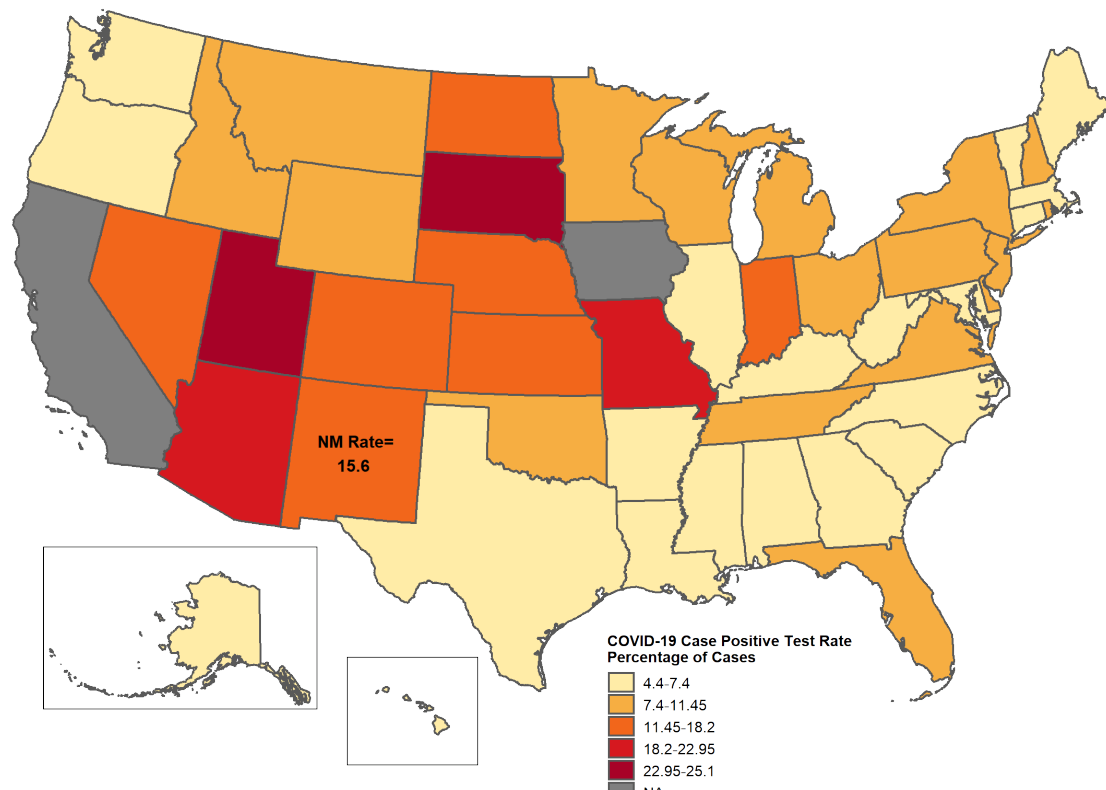 NM Rate=
15.6
COVID-19 Case Positive Test Rate
Percentage of Cases
4.4-7.4
7.4-11.45
11.45-18.2
18.2-22.95
22.95-25.1
NA